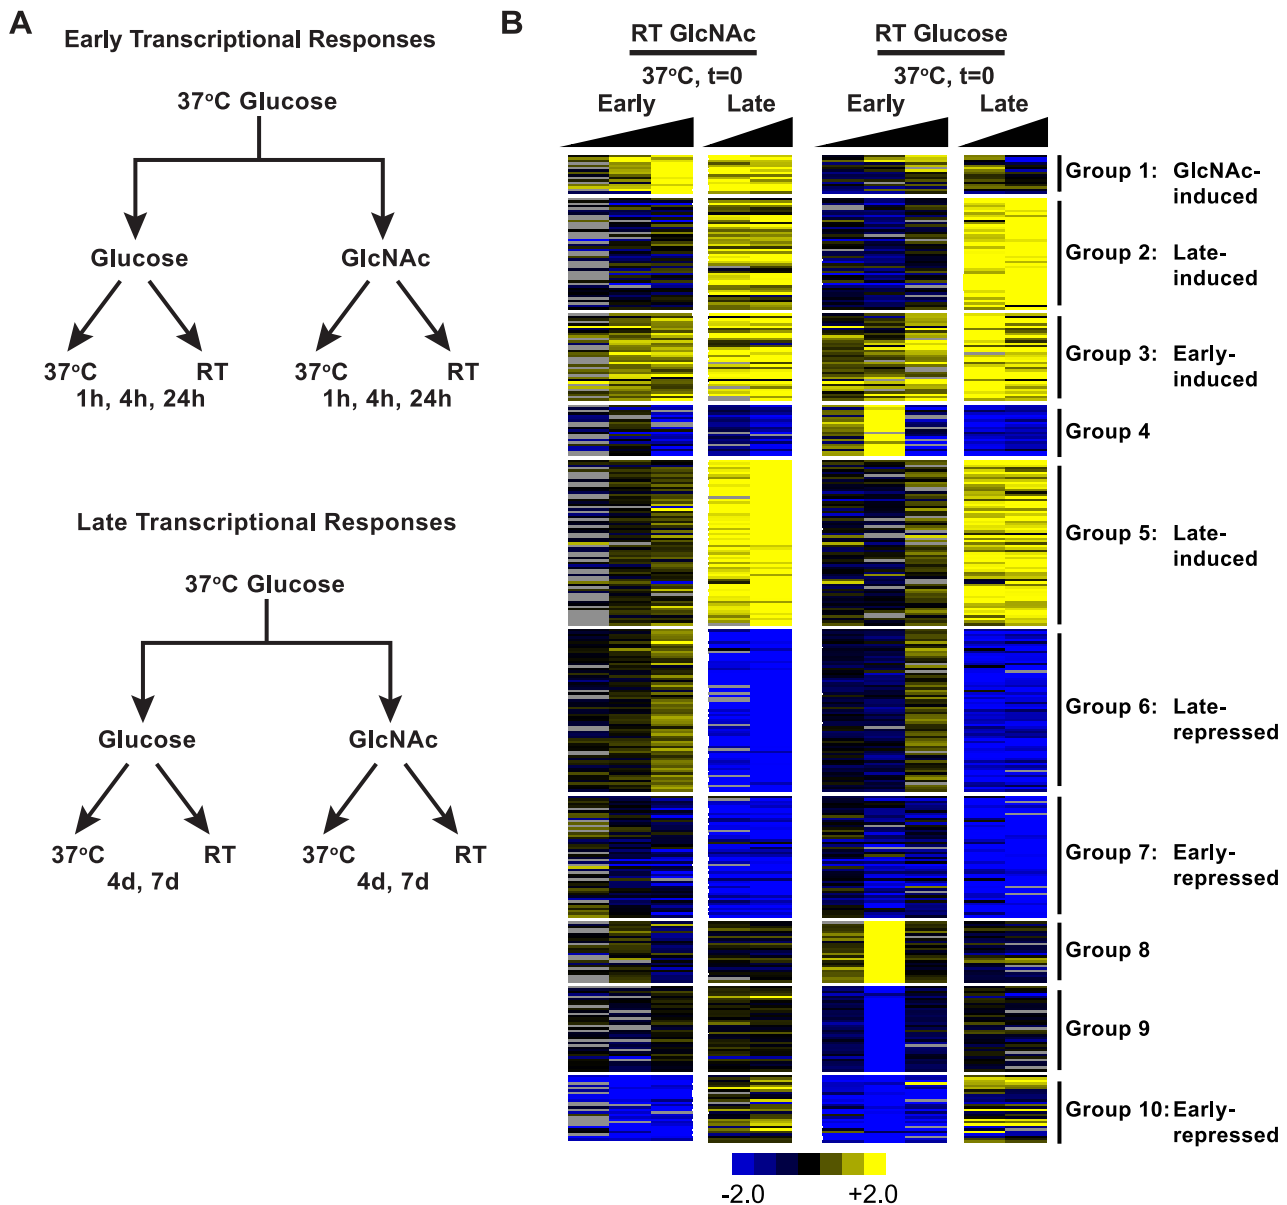 A
Early Transcriptional Responses
37°C Glucose
Glucose
GlcNAc
37°C
RT
37°C
RT
1h, 4h, 24h
1h, 4h, 24h
Late Transcriptional Responses
37°C Glucose
Glucose
GlcNAc
37°C
RT
37°C
RT
4d, 7d
4d, 7d
B
RT GlcNAc
RT Glucose
37°C, t=0
37°C, t=0
Early
Late
Early
Late
Group 1: GlcNAc-
induced
Group 2: Late-
induced
Group 3: Early-
induced
Group 4
Group 5: Late-
induced
Group 6: Late-
repressed
Group 7: Early-
repressed
Group 8
Group 9
Group 10: Early-
repressed
-2.0
+2.0